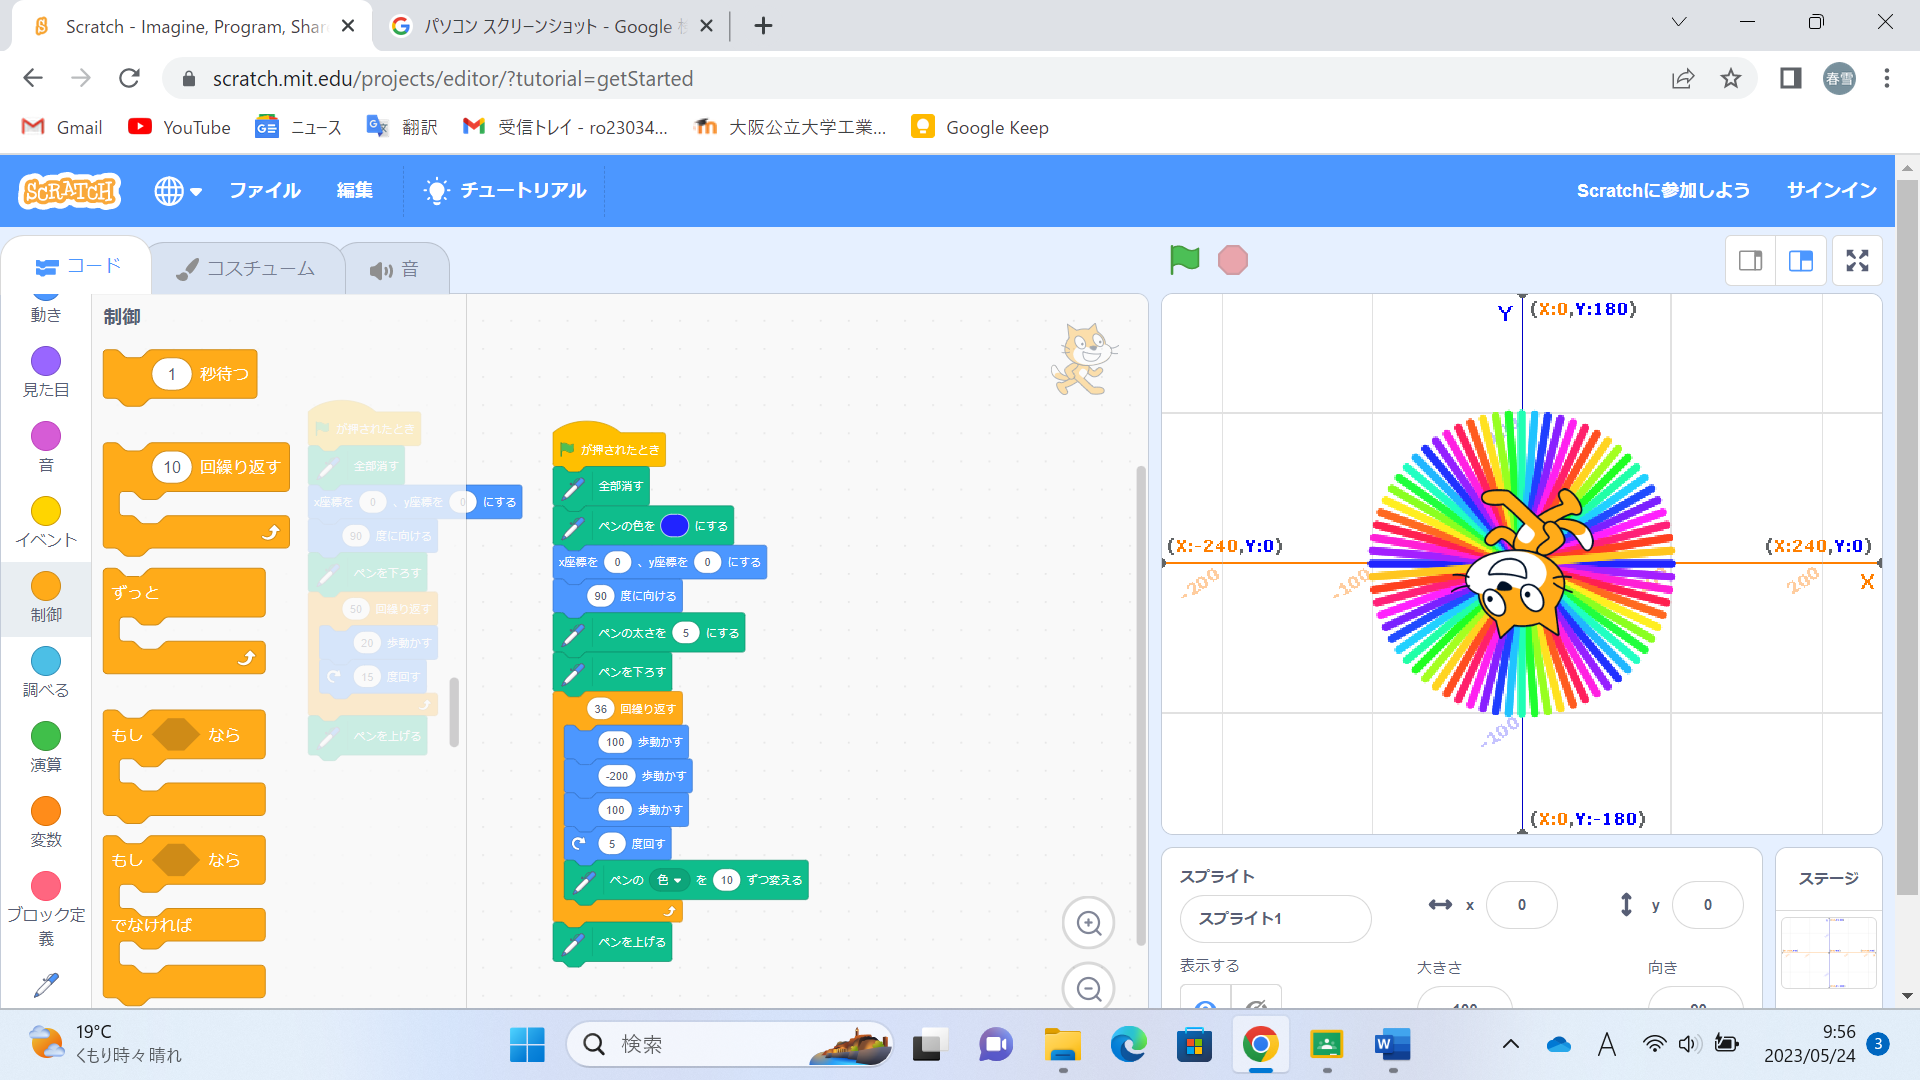 Scratch - Imagine, Program, Shar
パソコン スクリーンショット - Google 検
scratch.mit.edu/projects/editor/?tutorial=getStarted
春雪
Gmail
YouTube
ニュース
翻訳
受信トレイ - ro23034...
大阪公立大学工業...
Google Keep
SCRATCH
ファイル
編集
チュートリアル
Scratchに参加しよう
サインイン
コード
コスチューム
音
動き
見た目
音
イベント
制御
調べる
演算
変数
ブロック定
義
制御
1 秒待つ
10 回繰り返す
ずっと
もし なら
もし なら
でなければ
が押されたとき
全部消す
x座標を 0 、y座標を 0 にする
90 度に向ける
ペンを下ろす
50 回繰り返す
20 歩動かす
15 度回す
ペンを上げる
が押されたとき
全部消す
ペンの色を にする
x座標を 0 、y座標を 0 にする
90 度に向ける
ペンの太さを 5 にする
ペンを下ろす
36 回繰り返す
100 歩動かす
-200 歩動かす
100 歩動かす
5 度回す
ペンの 色 を 10 ずつ変える
ペンを上げる
Y (X:0,Y:180)
(X:-240,Y:0)
(X:240,Y:0)
-200
-100
200
X
-100
(X:0,Y:-180)
スプライト
スプライト1
x 0
y 0
表示する
大きさ
向き
100
90
ステージ
19°C
くもり時々晴れ
検索
A
9:56
2023/05/24
3